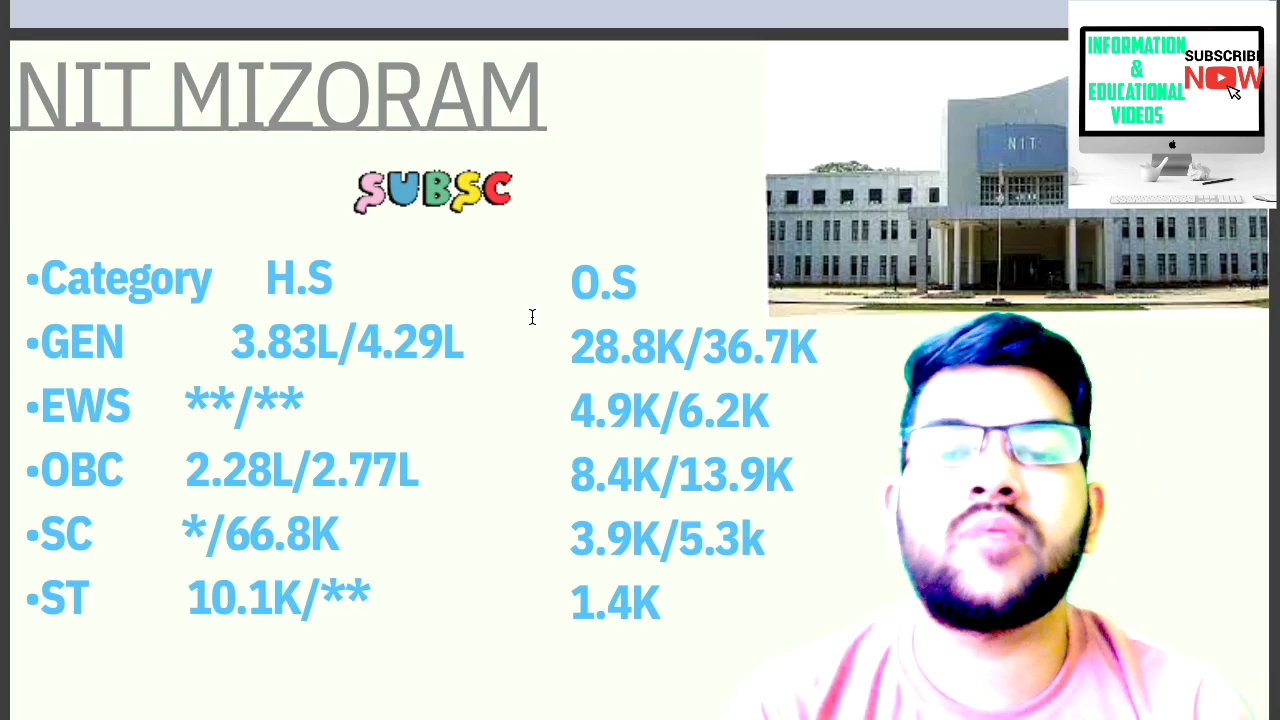 NIT MIZORAM
INFORMATION
&
EDUCATIONAL
VIDEOS
SUBSCRIBE
NOW
NIT
SUBSC
•Category H.S O.S
•GEN 3.83L/4.29L 28.8K/36.7K
•EWS **/** 4.9K/6.2K
•OBC 2.28L/2.77L 8.4K/13.9K
•SC */66.8K 3.9K/5.3k
•ST 10.1K/** 1.4K